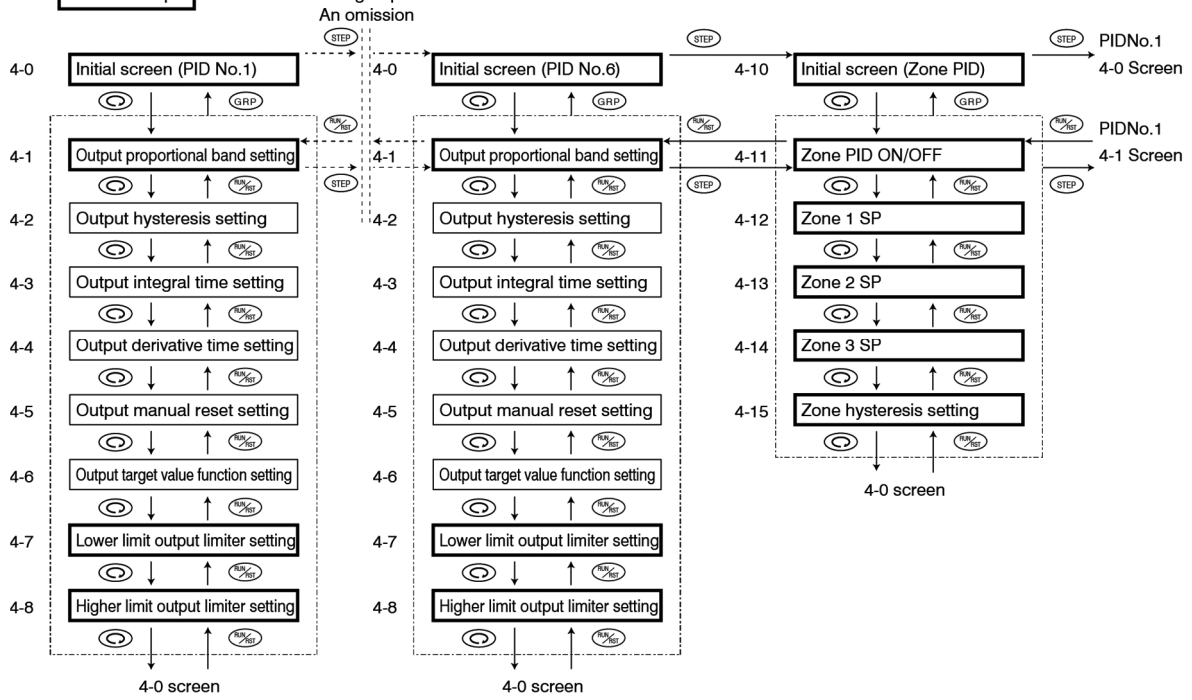 An omission
STEP
STEP
STEP
PIDNo.1
4-0 Initial screen (PID No.1)
4-0 Initial screen (PID No.6)
4-10 Initial screen (Zone PID)
4-0 Screen
GRP
GRP
GRP
RUN/RST
RUN/RST
RUN/RST
PIDNo.1
4-1 Output proportional band setting
4-1 Output proportional band setting
4-11 Zone PID ON/OFF
4-1 Screen
STEP
STEP
STEP
RUN/RST
RUN/RST
RUN/RST
4-2 Output hysteresis setting
4-2 Output hysteresis setting
4-12 Zone 1 SP
RUN/RST
RUN/RST
RUN/RST
4-3 Output integral time setting
4-3 Output integral time setting
4-13 Zone 2 SP
RUN/RST
RUN/RST
RUN/RST
4-4 Output derivative time setting
4-4 Output derivative time setting
4-14 Zone 3 SP
RUN/RST
RUN/RST
RUN/RST
4-5 Output manual reset setting
4-5 Output manual reset setting
4-15 Zone hysteresis setting
RUN/RST
RUN/RST
RUN/RST
4-6 Output target value function setting
4-6 Output target value function setting
4-0 screen
RUN/RST
RUN/RST
4-7 Lower limit output limiter setting
4-7 Lower limit output limiter setting
RUN/RST
RUN/RST
4-8 Higher limit output limiter setting
4-8 Higher limit output limiter setting
RUN/RST
RUN/RST
4-0 screen
4-0 screen